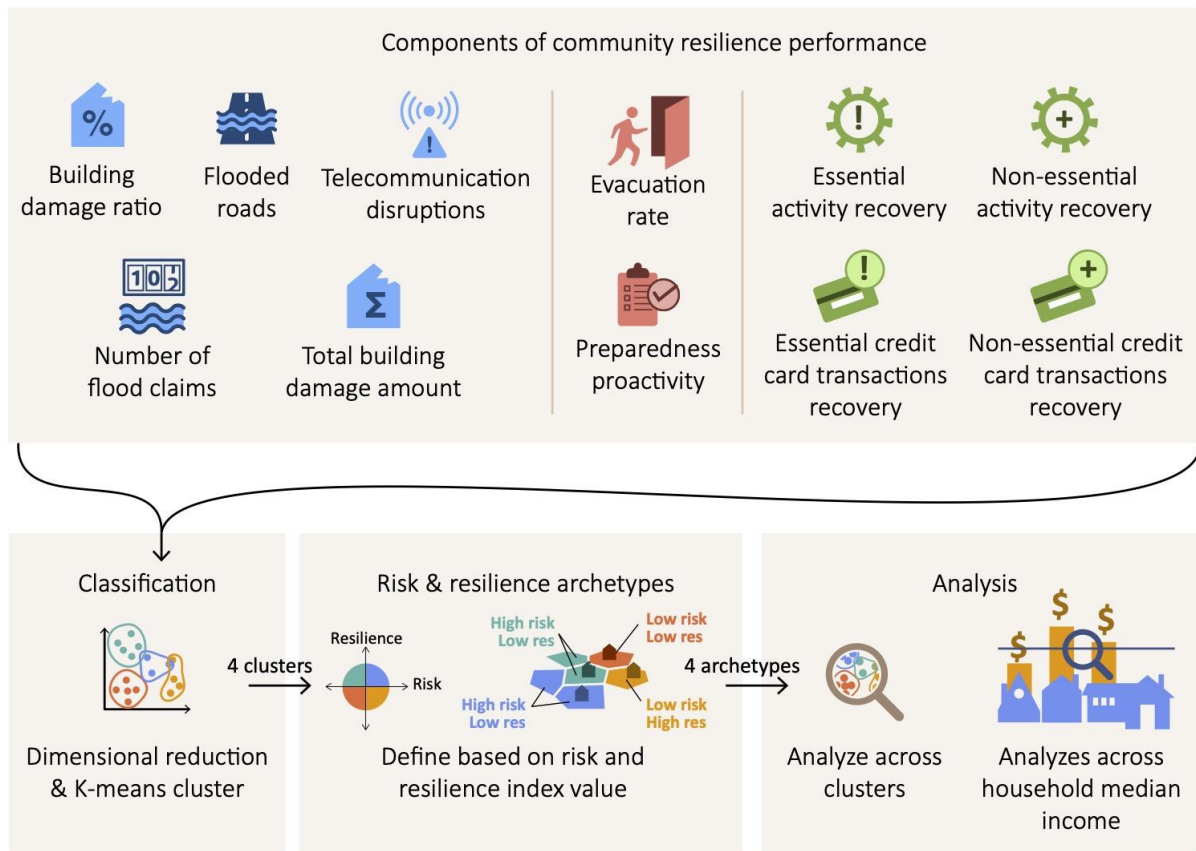 Components of community resilience performance
%
!
!
+
Building
damage ratio
Flooded
roads
Telecommunication
disruptions
Evacuation
rate
Essential
activity recovery
Non-essential
activity recovery
102
Σ
!
+
Number of
flood claims
Total building
damage amount
Preparedness
proactivity
Essential credit
card transactions
recovery
Non-essential credit
card transactions
recovery
Classification
4 clusters
Dimensional reduction
& K-means cluster
Risk & resilience archetypes
Resilience
Risk
High risk
Low res
Low risk
Low res
High risk
Low res
Low risk
High res
4 archetypes
Define based on risk and
resilience index value
Analysis
$
$
$
Analyze across
clusters
Analyzes across
household median
income